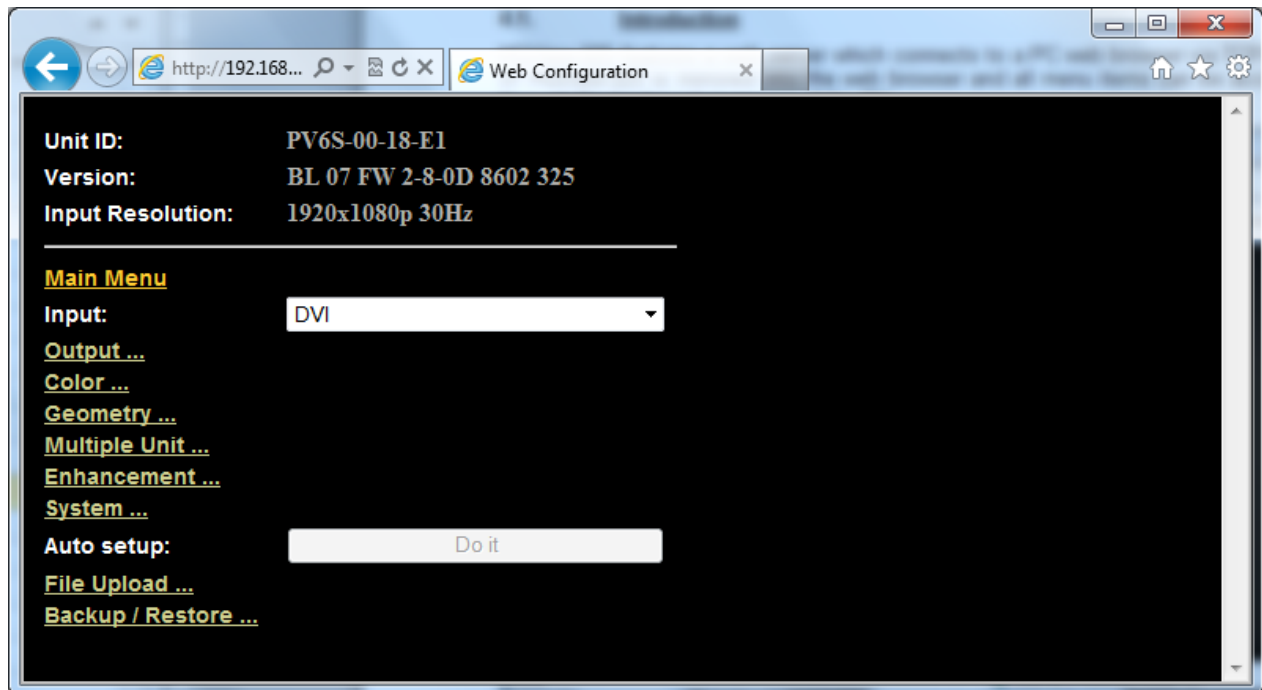 http://192.168... Web Configuration
Unit ID: PV6S-00-18-E1
Version: BL 07 FW 2-8-0D 8602 325
Input Resolution: 1920x1080p 30Hz
Main Menu
Input: DVI
Output ...
Color ...
Geometry ...
Multiple Unit ...
Enhancement ...
System ...
Auto setup: Do it
File Upload ...
Backup / Restore ...